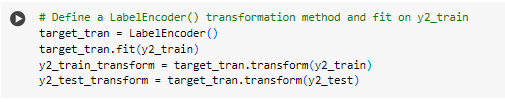 # Define a LabelEncoder() transformation method and fit on y2_train
target_tran = LabelEncoder()
target_tran.fit(y2_train)
y2_train_transform = target_tran.transform(y2_train)
y2_test_transform = target_tran.transform(y2_test)